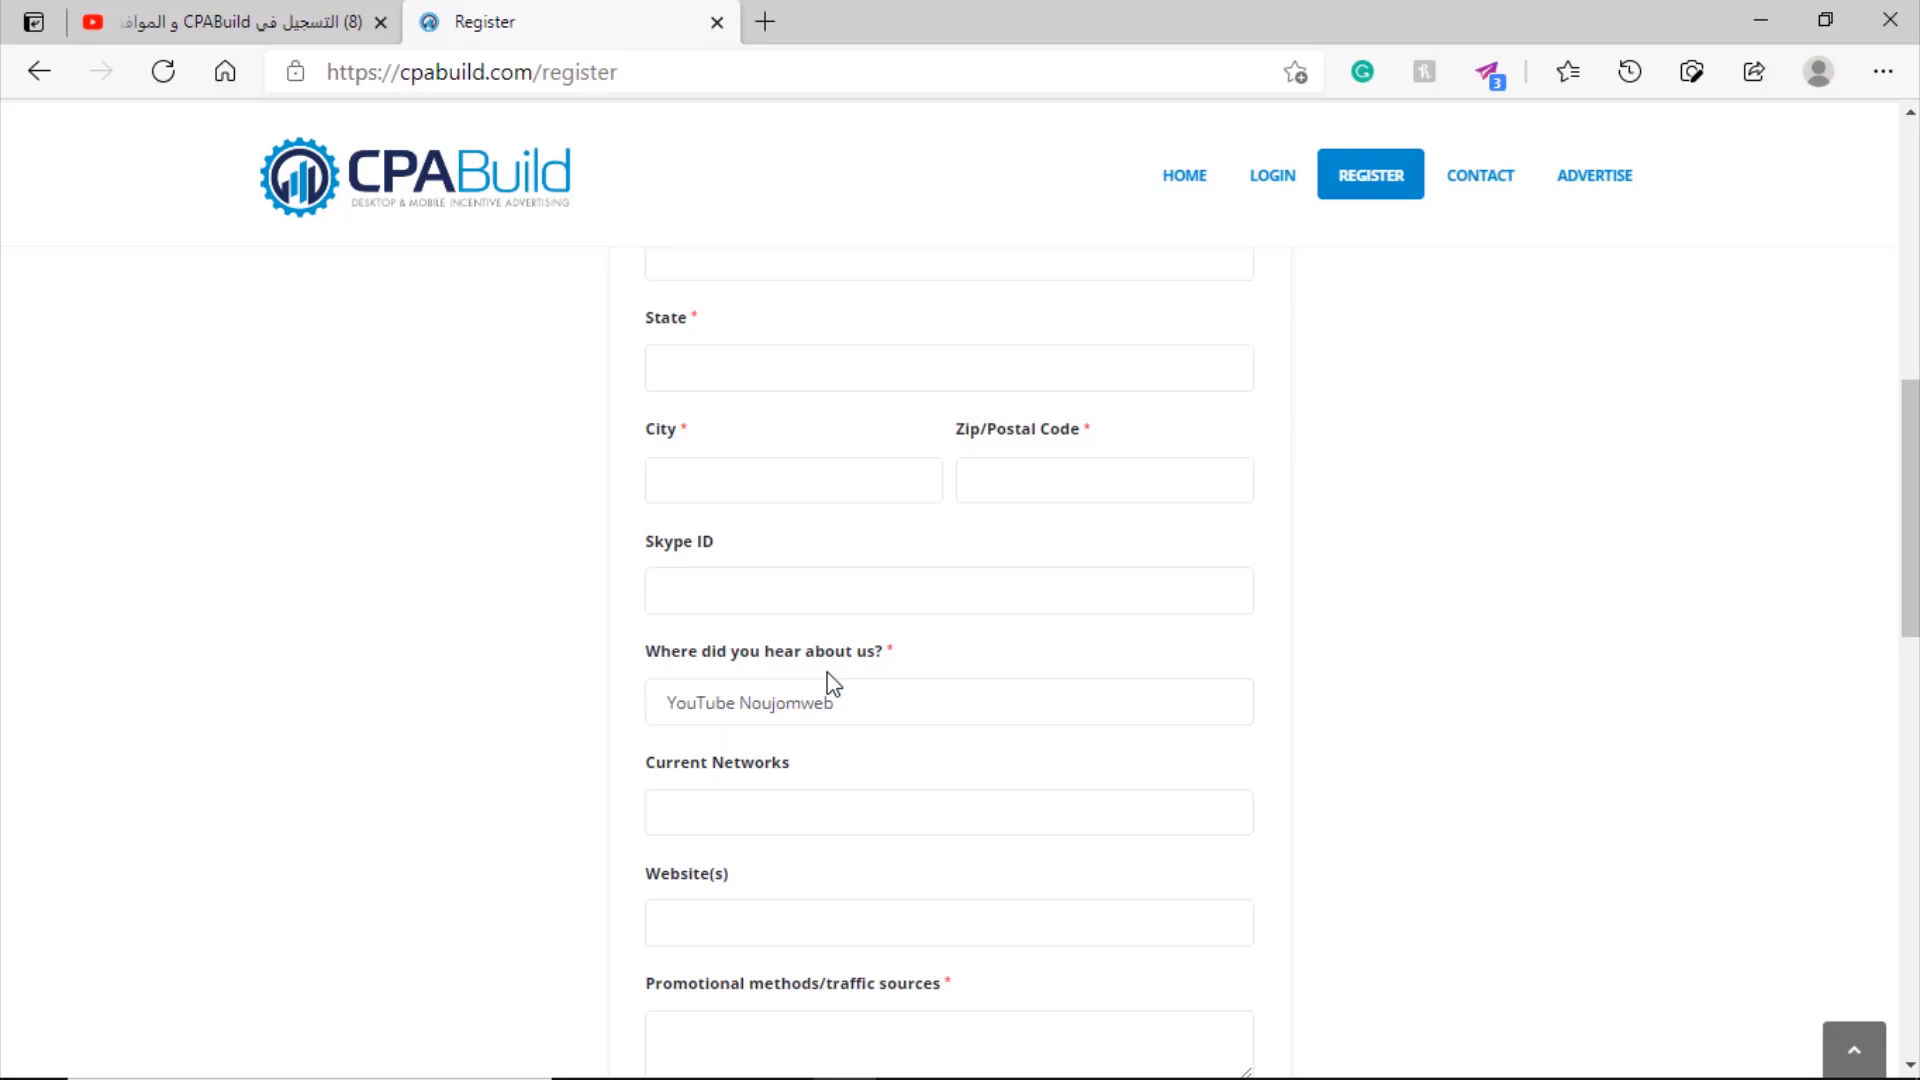 (8) التسجيل في CPABuild و المواف
Register
https://cpabuild.com/register
3
CPABuild
DESKTOP & MOBILE INCENTIVE ADVERTISING
HOME
LOGIN
REGISTER
CONTACT
ADVERTISE
State *
City *
Zip/Postal Code *
Skype ID
Where did you hear about us? *
YouTube Noujomweb
Current Networks
Website(s)
Promotional methods/traffic sources *